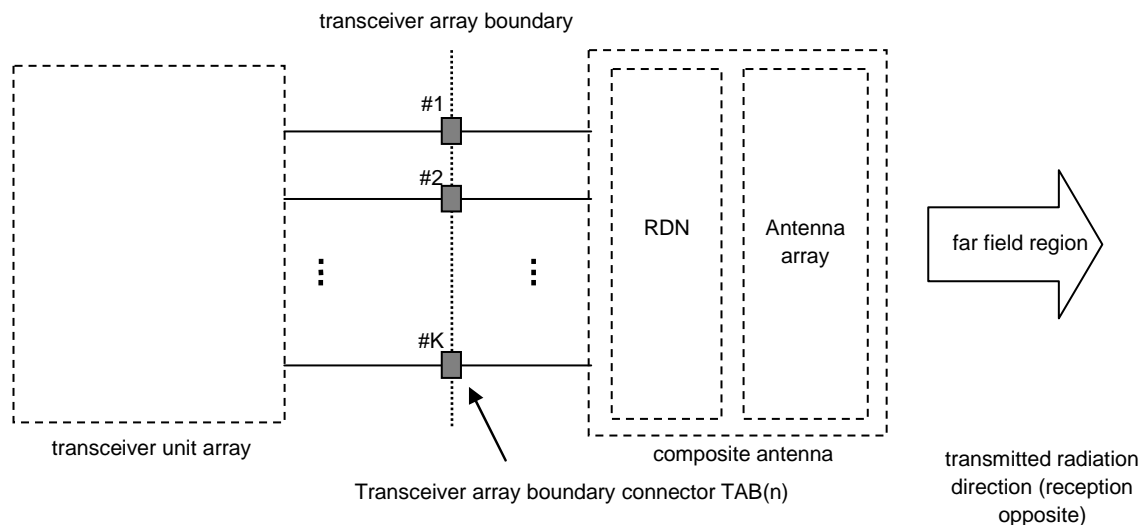 transceiver array boundary
#1
#2
#K
RDN
Antenna
array
far field region
transceiver unit array
composite antenna
Transceiver array boundary connector TAB(n)
transmitted radiation
direction (reception
opposite)